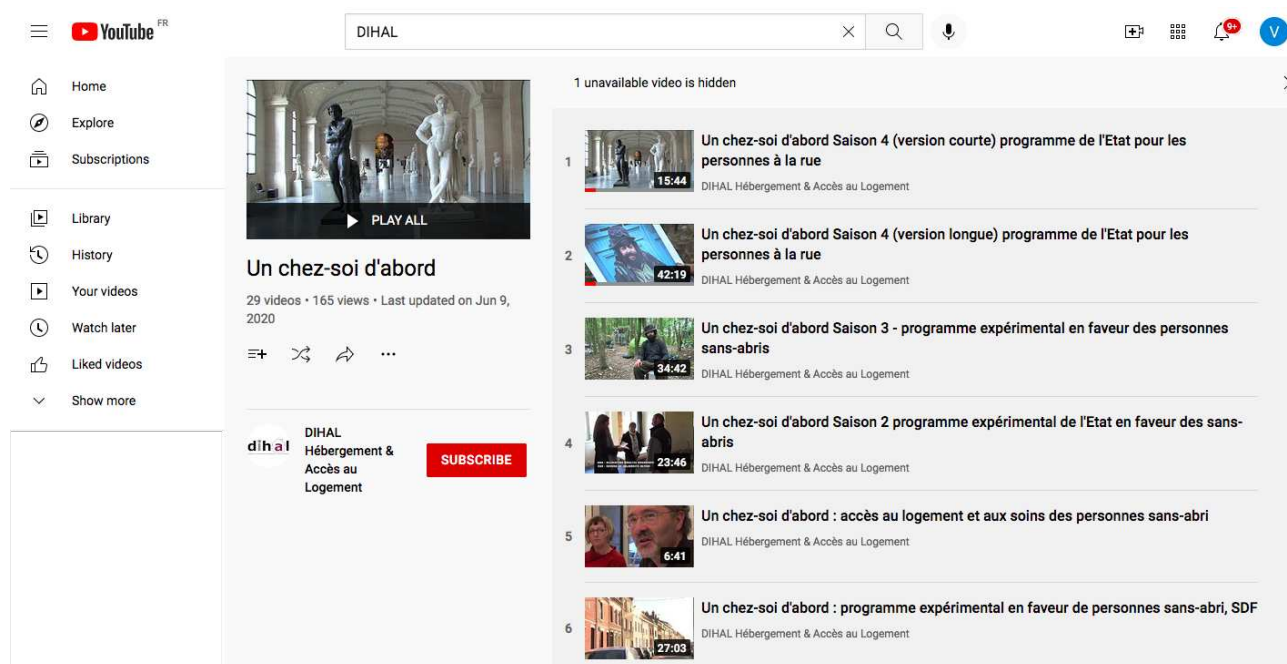 YouTube FR
DIHAL
9+
V
Home
Explore
Subscriptions
Library
History
Your videos
Watch later
Liked videos
Show more
PLAY ALL
Un chez-soi d'abord
29 videos • 165 views • Last updated on Jun 9,
2020
dihal
DIHAL
Hébergement &
Accès au
Logement
SUBSCRIBE
1 unavailable video is hidden
1
15:44
Un chez-soi d'abord Saison 4 (version courte) programme de l'Etat pour les
personnes à la rue
DIHAL Hébergement & Accès au Logement
2
42:19
Un chez-soi d'abord Saison 4 (version longue) programme de l'Etat pour les
personnes à la rue
DIHAL Hébergement & Accès au Logement
3
34:42
Un chez-soi d'abord Saison 3 - programme expérimental en faveur des personnes
sans-abris
DIHAL Hébergement & Accès au Logement
4
23:46
Un chez-soi d'abord Saison 2 programme expérimental de l'Etat en faveur des sans-
abris
DIHAL Hébergement & Accès au Logement
5
6:41
Un chez-soi d'abord : accès au logement et aux soins des personnes sans-abri
DIHAL Hébergement & Accès au Logement
6
27:03
Un chez-soi d'abord : programme expérimental en faveur de personnes sans-abri, SDF
DIHAL Hébergement & Accès au Logement